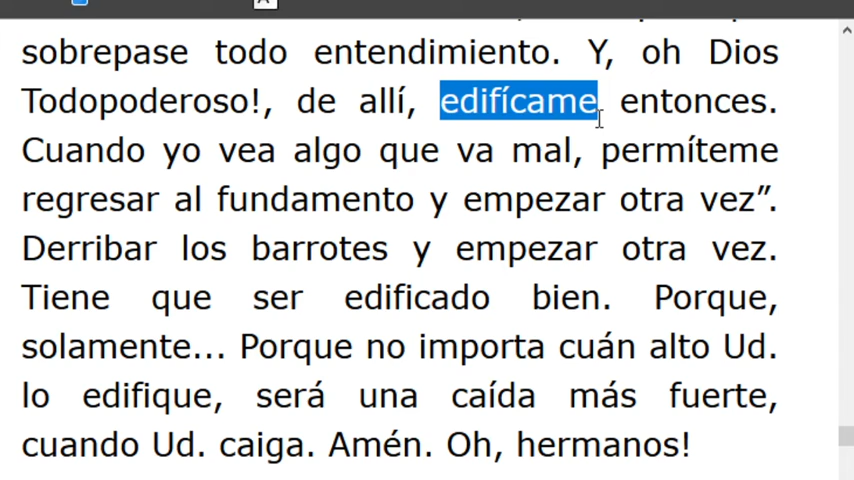 sobrepase todo entendimiento. Y, oh Dios
Todopoderoso!, de allí, edifícame entonces.
Cuando yo vea algo que va mal, permíteme
regresar al fundamento y empezar otra vez”.
Derribar los barrotes y empezar otra vez.
Tiene que ser edificado bien. Porque,
solamente... Porque no importa cuán alto Ud.
lo edifique, será una caída más fuerte,
cuando Ud. caiga. Amén. Oh, hermanos!